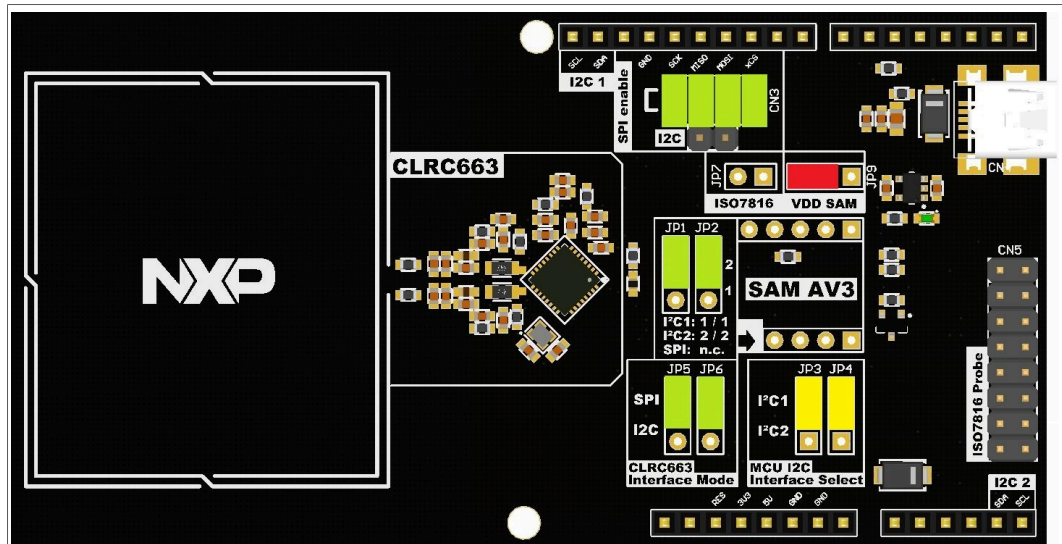 SCL SDA GND SCK MISO MOSI xCS
I2C 1
SPI enable
CN3
I2C
CLRC663
JP7
ISO7816
JP9
VDD SAM
CN
NXP
JP1 JP2
2
1
I²C1: 1 / 1
I²C2: 2 / 2
SPI: n.c.
SAM AV3
CN5
ISO7816 Probe
JP5 JP6
SPI
I2C
CLRC663
Interface Mode
JP3 JP4
I²C1
I²C2
MCU I2C
Interface Select
I2C 2
SDA SCL
RES 3V3 5V GND GND